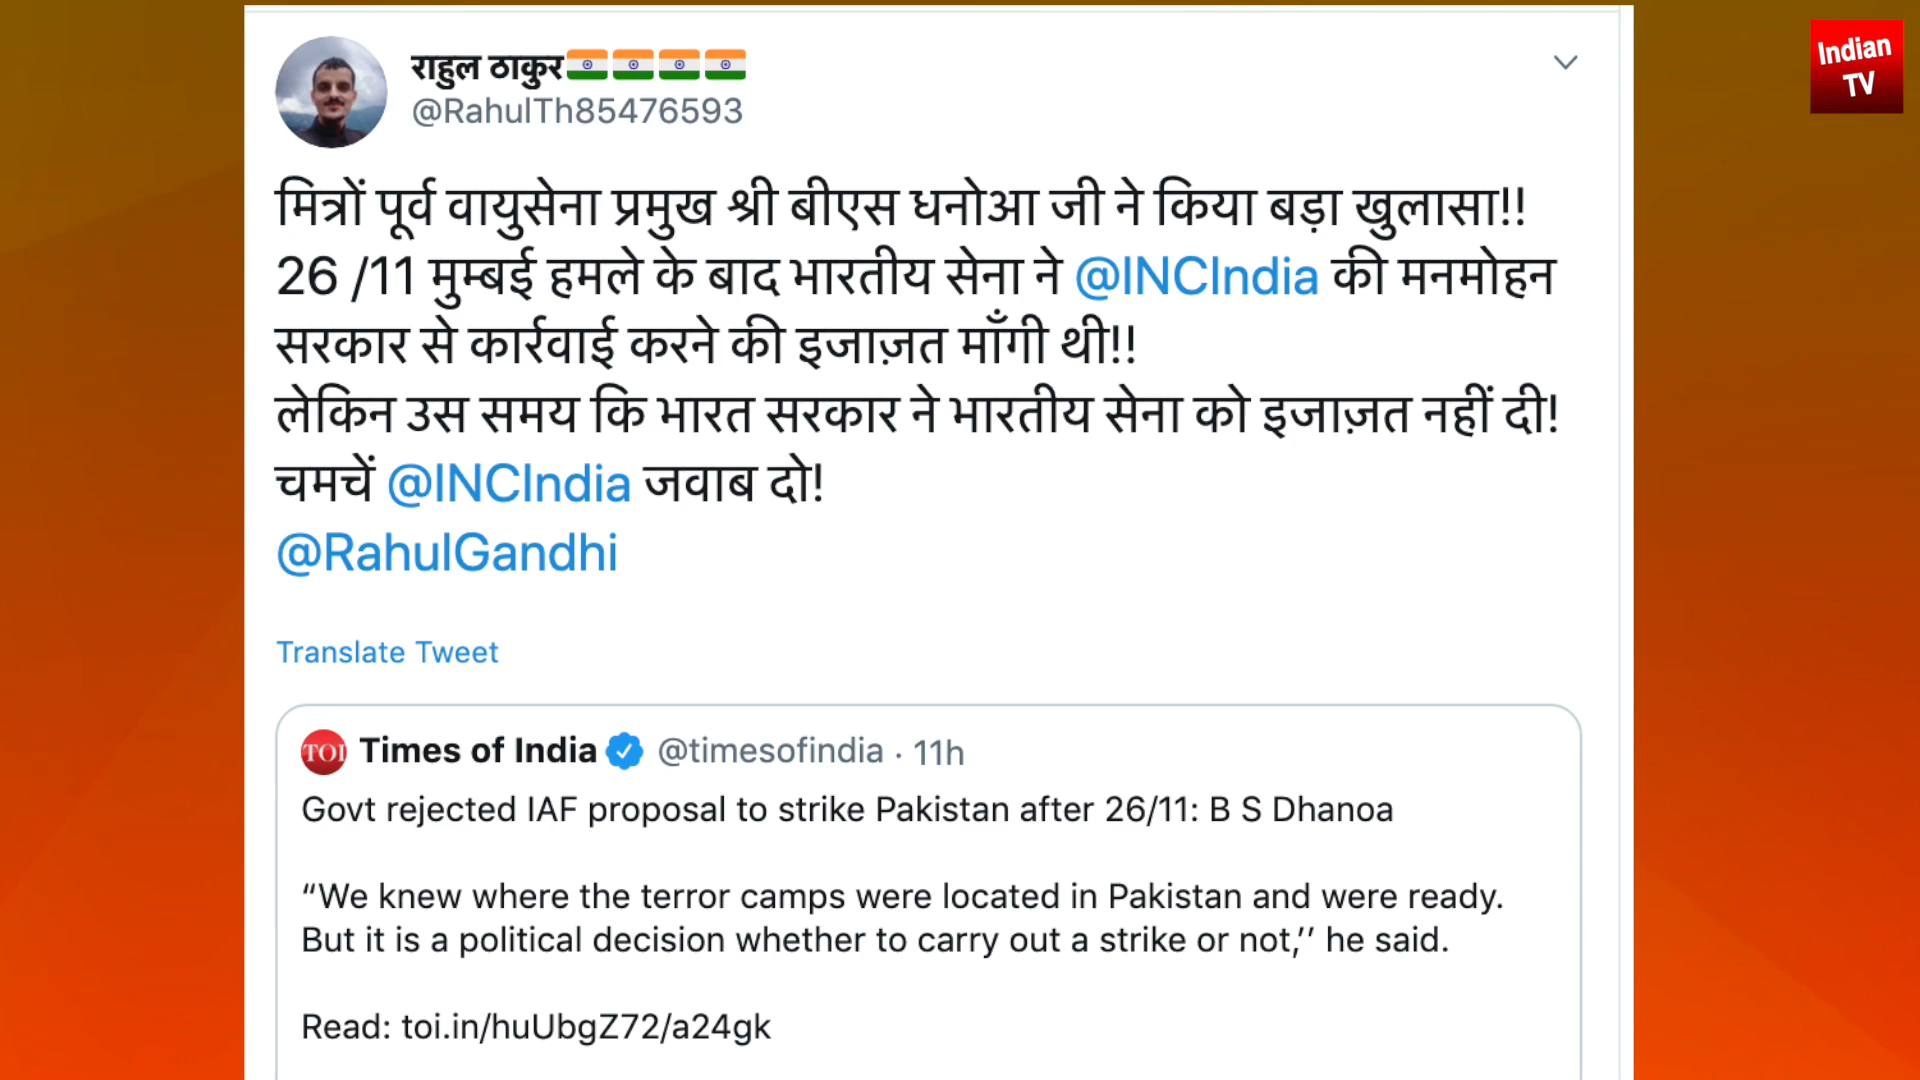 Indian
TV
राहुल ठाकुर
@RahulTh85476593
मित्रों पूर्व वायुसेना प्रमुख श्री बीएस धनोआ जी ने किया बड़ा खुलासा!!
26 /11 मुम्बई हमले के बाद भारतीय सेना ने @INCIndia की मनमोहन
सरकार से कार्रवाई करने की इजाज़त माँगी थी!!
लेकिन उस समय कि भारत सरकार ने भारतीय सेना को इजाज़त नहीं दी!
चमचें @INCIndia जवाब दो!
@RahulGandhi
Translate Tweet
TOI Times of India @timesofindia · 11h
Govt rejected IAF proposal to strike Pakistan after 26/11: B S Dhanoa
“We knew where the terror camps were located in Pakistan and were ready.
But it is a political decision whether to carry out a strike or not,’’ he said.
Read: toi.in/huUbgZ72/a24gk